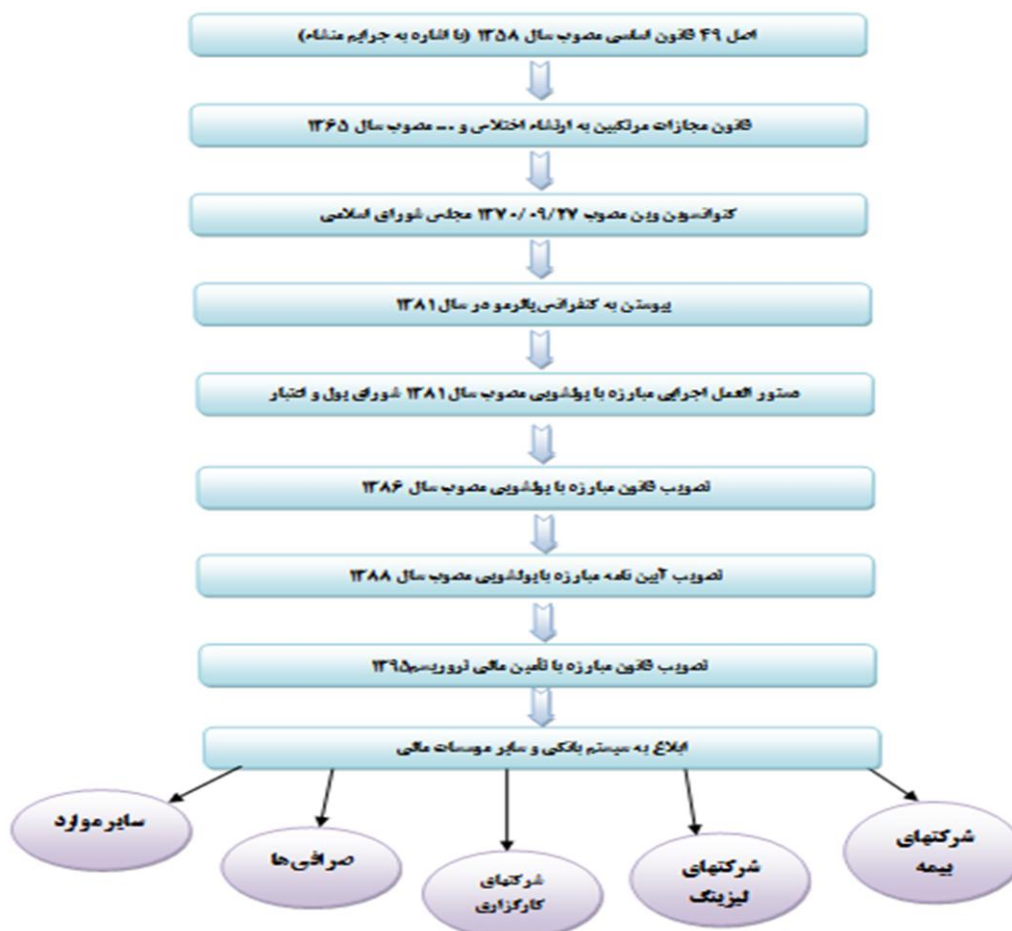 اصل ۴۹ قانون اساسی مصوب سال ۱۳۵۸ (با اشاره به جرایم منشاء)
قانون مجازات مرتکبین به ارتشاء اختلاس و ... مصوب سال ۱۳۶۵
کنوانسیون وین مصوب ۱۳۷۰/۰۹/۲۷ مجلس شورای اسلامی
پیوستن به کنفرانس پالرمو در سال ۱۳۸۱
دستور العمل اجرایی مبارزه با پولشویی مصوب سال ۱۳۸۱ شورای پول و اعتبار
تصویب قانون مبارزه با پولشویی مصوب سال ۱۳۸۶
تصویب آیین نامه مبارزه با پولشویی مصوب سال ۱۳۸۸
تصویب قانون مبارزه با تأمین مالی تروریسم ۱۳۹۵
ابلاغ به سیستم بانکی و سایر موسسات مالی
شرکتهای
بیمه
شرکتهای
لیزینگ
شرکتهای
کارگزاری
صرافی‌ها
سایر موارد